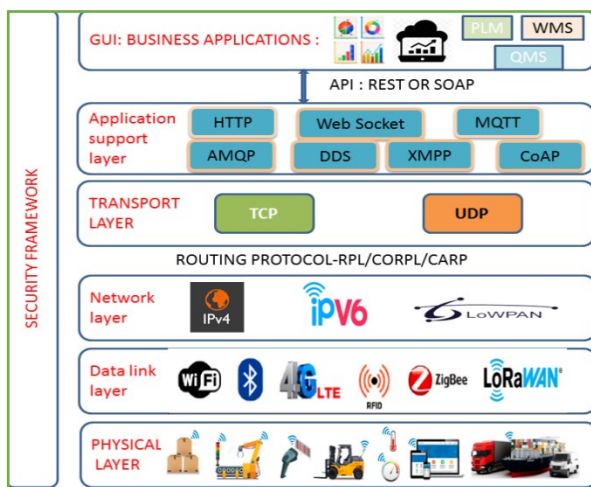 GUI: BUSINESS APPLICATIONS :
PLM
WMS
QMS
API : REST OR SOAP
SECURITY FRAMEWORK
Application support layer
HTTP
Web Socket
MQTT
AMQP
DDS
XMPP
CoAP
TRANSPORT LAYER
TCP
UDP
ROUTING PROTOCOL-RPL/CORPL/CARP
Network layer
IPv4
iPV6
6LoWPAN
Data link layer
WiFi
4G LTE
RFID
ZigBee
LoRaWAN
PHYSICAL LAYER